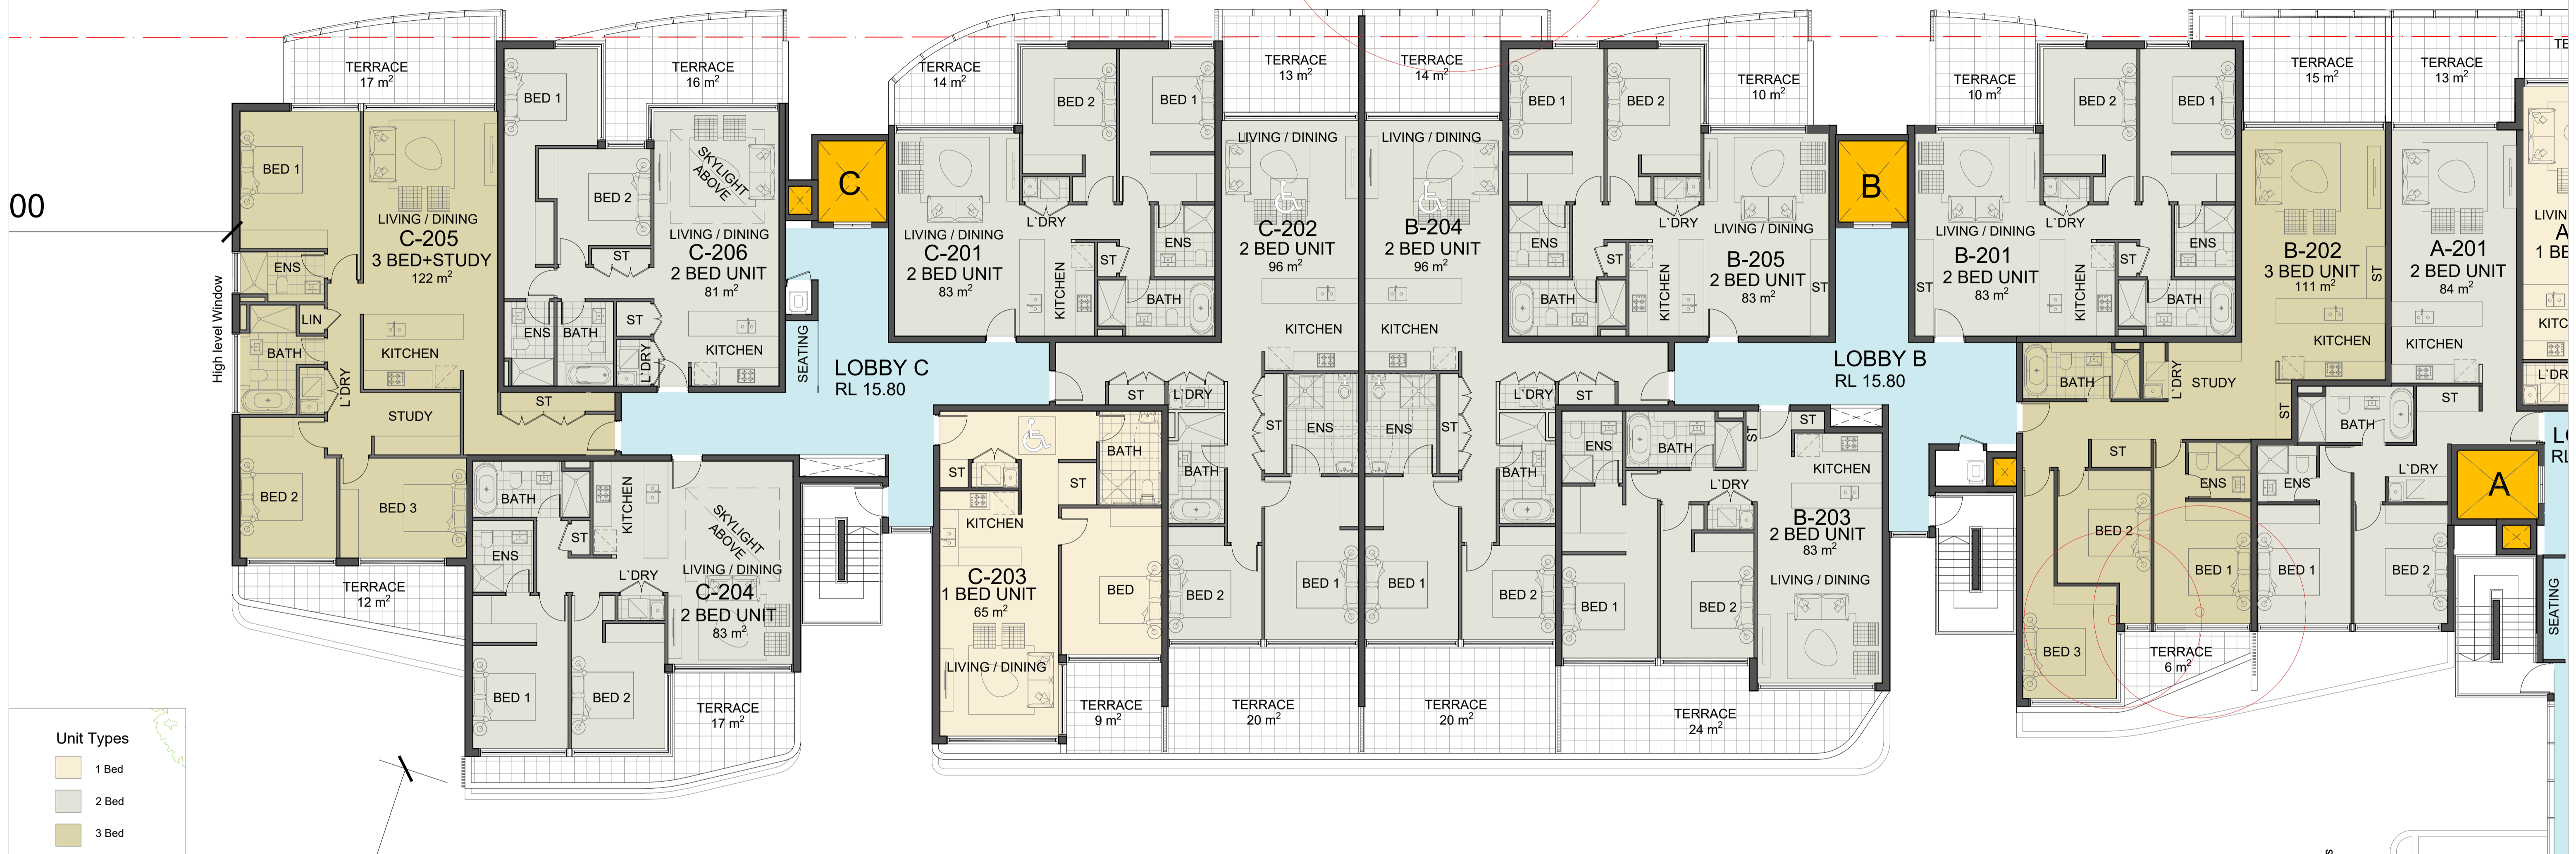 TERRACE
17 m²
TERRACE
16 m²
TERRACE
14 m²
TERRACE
13 m²
TERRACE
14 m²
TERRACE
10 m²
TERRACE
10 m²
TERRACE
15 m²
TERRACE
13 m²
TE
00
High level Window
BED 1
LIVING / DINING
C-205
3 BED+STUDY
122 m²
ENS
LIN
BATH
L`DRY
KITCHEN
STUDY
ST
BED 2
BED 3
TERRACE
12 m²
BED 1
BED 2
SKYLIGHT
ABOVE
LIVING / DINING
C-206
2 BED UNIT
81 m²
ST
ENS
BATH
ST
L`DRY
KITCHEN
BATH
ENS
ST
KITCHEN
L`DRY
SKYLIGHT
ABOVE
LIVING / DINING
C-204
2 BED UNIT
83 m²
BED 1
BED 2
TERRACE
17 m²
C
SEATING
LOBBY C
RL 15.80
BED 2
BED 1
LIVING / DINING
C-201
2 BED UNIT
83 m²
L`DRY
ENS
ST
KITCHEN
BATH
ST
KITCHEN
BATH
ST
BED
C-203
1 BED UNIT
65 m²
LIVING / DINING
TERRACE
9 m²
LIVING / DINING
C-202
2 BED UNIT
96 m²
KITCHEN
ST
L`DRY
ST
ENS
BATH
BED 2
BED 1
TERRACE
20 m²
LIVING / DINING
B-204
2 BED UNIT
96 m²
KITCHEN
ENS
ST
L`DRY
ST
BATH
BED 1
BED 2
TERRACE
20 m²
BED 1
BED 2
L`DRY
LIVING / DINING
B-205
2 BED UNIT
83 m²
ENS
ST
KITCHEN
ST
BATH
ENS
BATH
ST
ST
KITCHEN
L`DRY
B-203
2 BED UNIT
83 m²
LIVING / DINING
BED 1
BED 2
TERRACE
24 m²
B
LOBBY B
RL 15.80
BED 2
BED 1
LIVING / DINING
B-201
2 BED UNIT
83 m²
L`DRY
ENS
ST
ST
KITCHEN
BATH
B-202
3 BED UNIT
111 m²
ST
KITCHEN
BATH
L`DRY
STUDY
ST
ST
ENS
BED 2
BED 1
BED 3
TERRACE
6 m²
A-201
2 BED UNIT
84 m²
KITCHEN
ST
BATH
ENS
L`DRY
BED 1
BED 2
A
SEATING
LIVIN
A
1 BE
KITC
L`DR
LO
RL
Unit Types
1 Bed
2 Bed
3 Bed